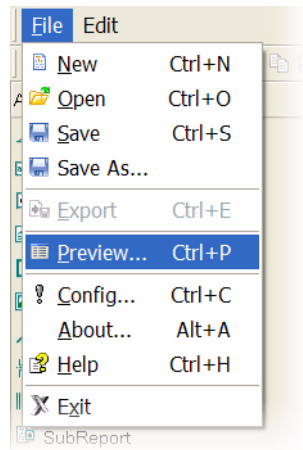 File Edit
New Ctrl+N
Open Ctrl+O
Save Ctrl+S
Save As...
Export Ctrl+E
Preview... Ctrl+P
Config... Ctrl+C
About... Alt+A
Help Ctrl+H
Exit
SubReport